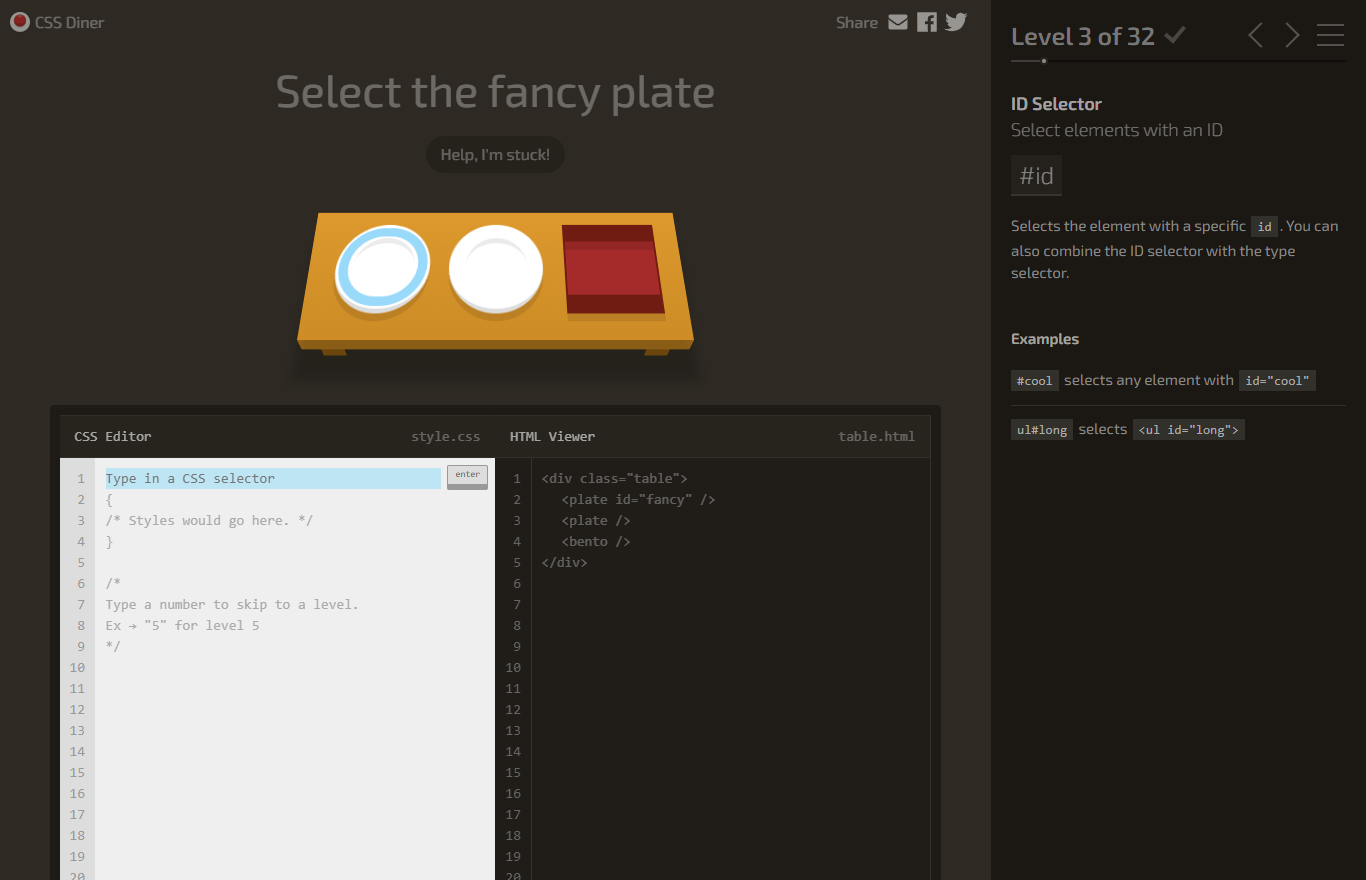 CSS Diner
Share
Select the fancy plate
Help, I'm stuck!
CSS Editor
style.css
HTML Viewer
table.html
1 Type in a CSS selector
enter
2 {
3 /* Styles would go here. */
4 }
5
6 /*
7 Type a number to skip to a level.
8 Ex → "5" for level 5
9 */
10
11
12
13
14
15
16
17
18
19
20
1 <div class="table">
2 <plate id="fancy" />
3 <plate />
4 <bento />
5 </div>
6
7
8
9
10
11
12
13
14
15
16
17
18
19
20
Level 3 of 32
ID Selector
Select elements with an ID
#id
Selects the element with a specific id. You can
also combine the ID selector with the type
selector.
Examples
#cool selects any element with id="cool"
ul#long selects <ul id="long">